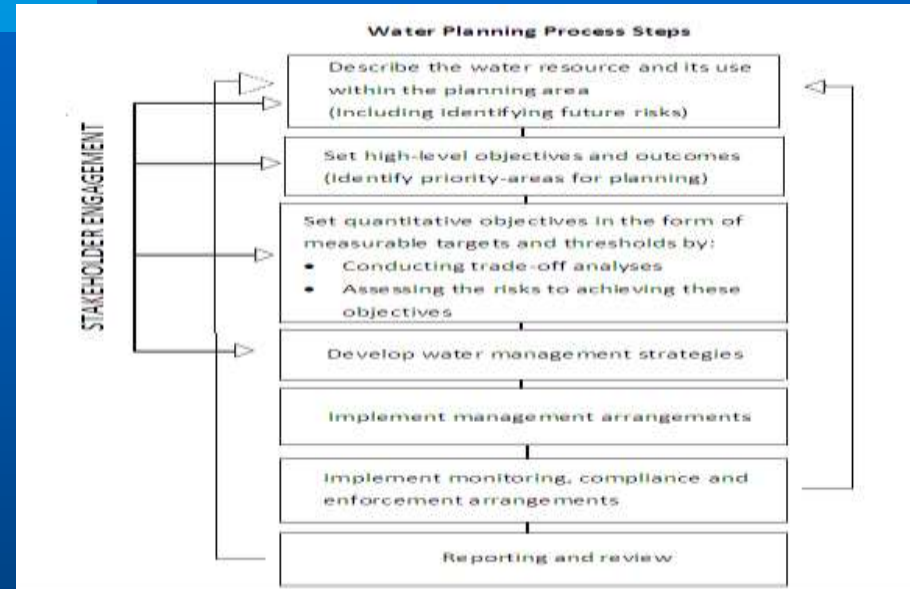 Water Planning Process Steps
Describe the water resource and its use
within the planning area
(Including identifying future risks)
Set high-level objectives and outcomes
(Identify priority-areas for planning)
Set quantitative objectives in the form of
measurable targets and thresholds by:
• Conducting trade-off analyses
• Assessing the risks to achieving these
objectives
Develop water management strategies
Implement management arrangements
Implement monitoring, compliance and
enforcement arrangements
Reporting and review
STAKEHOLDER ENGAGEMENT